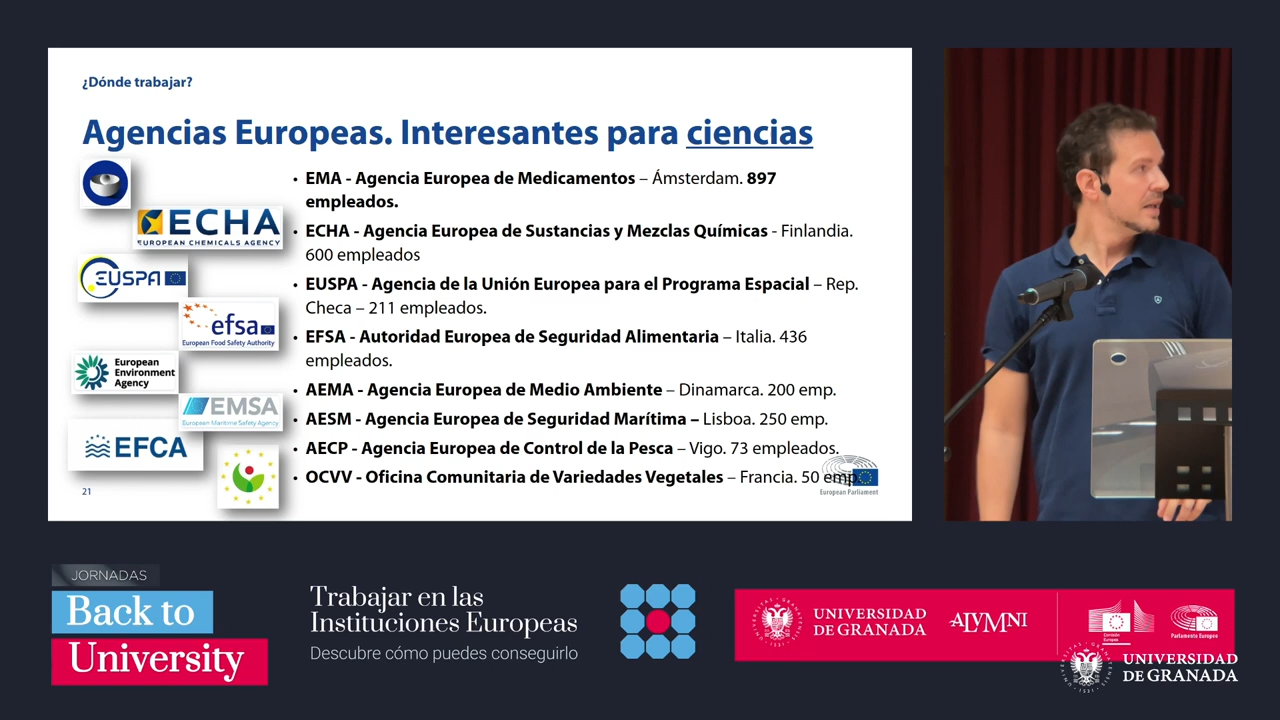 ¿Dónde trabajar?
Agencias Europeas. Interesantes para ciencias
• EMA - Agencia Europea de Medicamentos – Ámsterdam. 897
empleados.
• ECHA - Agencia Europea de Sustancias y Mezclas Químicas - Finlandia.
600 empleados
• EUSPA - Agencia de la Unión Europea para el Programa Espacial – Rep.
Checa – 211 empleados.
• EFSA - Autoridad Europea de Seguridad Alimentaria – Italia. 436
empleados.
• AEMA - Agencia Europea de Medio Ambiente – Dinamarca. 200 emp.
• AESM - Agencia Europea de Seguridad Marítima – Lisboa. 250 emp.
• AECP - Agencia Europea de Control de la Pesca – Vigo. 73 empleados.
• OCVV - Oficina Comunitaria de Variedades Vegetales – Francia. 50 emp.
ECHA
EUROPEAN CHEMICALS AGENCY
EUSPA
efsa
European Food Safety Authority
European
Environment
Agency
EMSA
European Maritime Safety Agency
EFCA
21
European Parliament
JORNADAS
Back to
University
Trabajar en las
Instituciones Europeas
Descubre cómo puedes conseguirlo
UNIVERSIDAD
DE GRANADA
ALVMNI
Comisión
Europea
Parlamento Europeo
UNIVERSIDAD
DE GRANADA